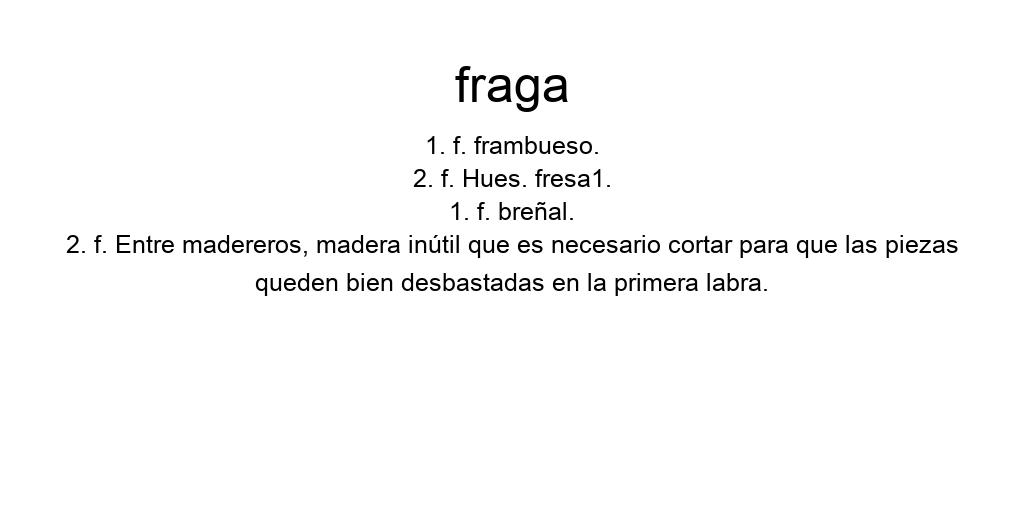 fraga
1. f. frambueso.
2. f. Hues. fresa1.
1. f. breñal.
2. f. Entre madereros, madera inútil que es necesario cortar para que las piezas
queden bien desbastadas en la primera labra.